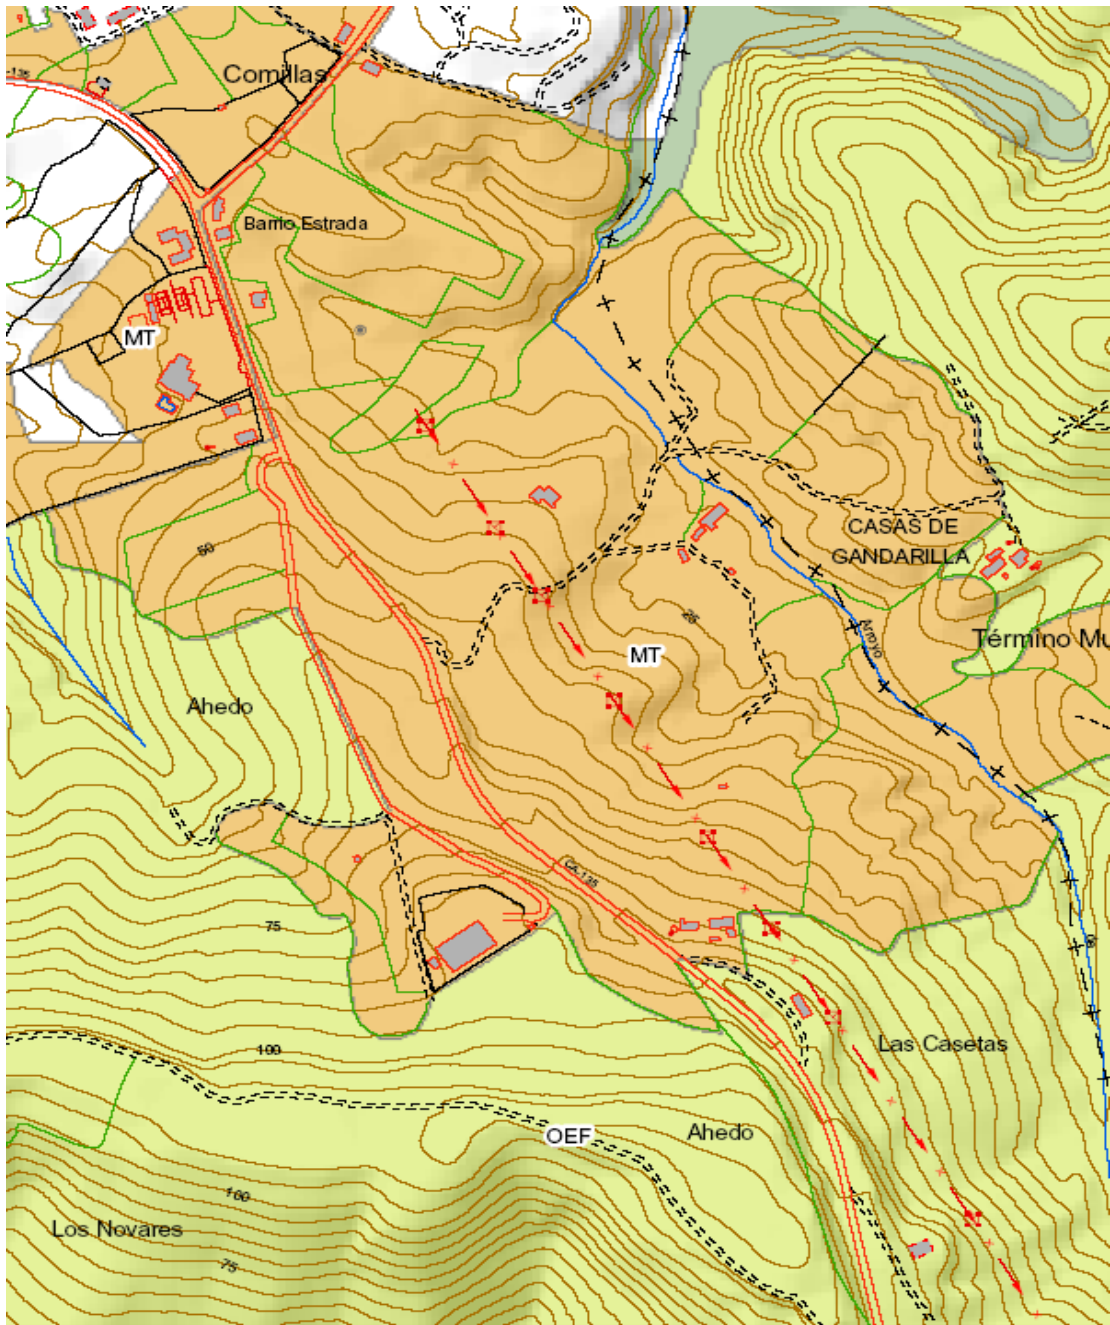 -135
Comillas
Barrio Estrada
MT
50
CASAS DE
GANDARILLA
25
Arroyo
Término Mu
MT
Ahedo
CA-135
75
Las Casetas
100
OEF
Ahedo
100
Los Novares
75